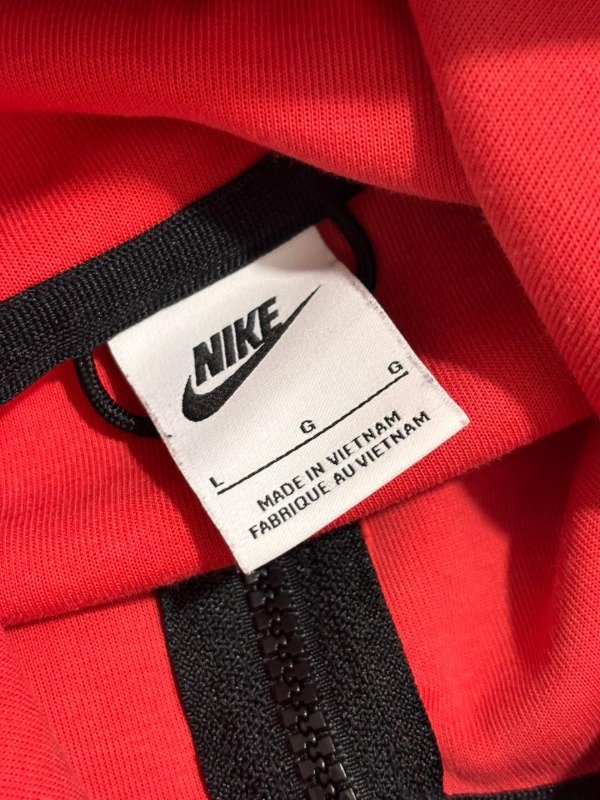 NIKE
L G G
MADE IN VIETNAM
FABRIQUE AU VIETNAM